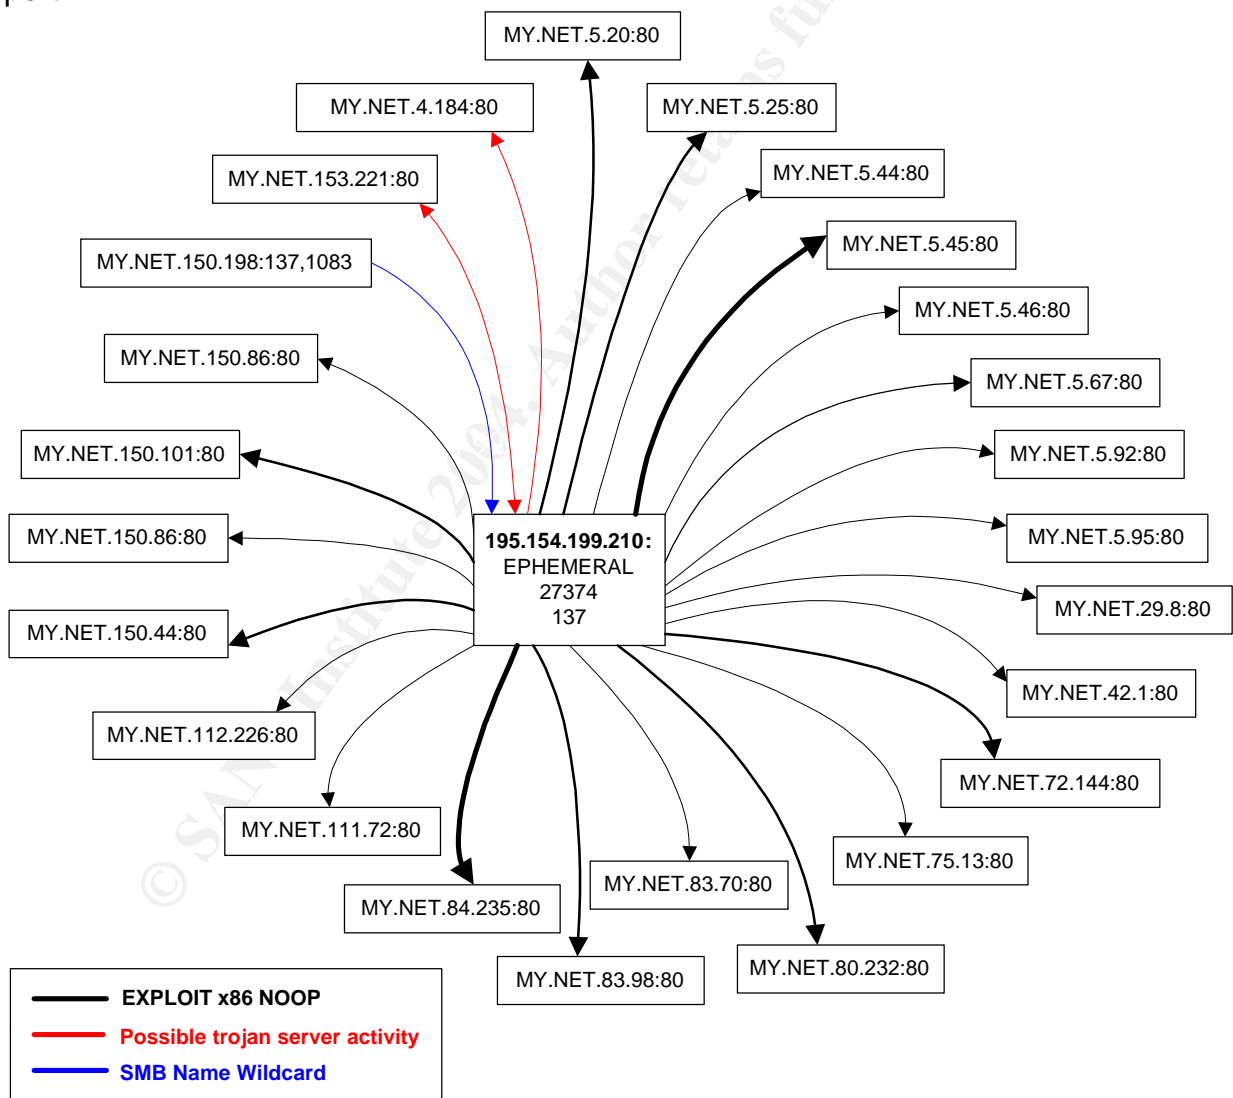 MY.NET.5.20:80
MY.NET.4.184:80
MY.NET.5.25:80
MY.NET.153.221:80
MY.NET.5.44:80
MY.NET.150.198:137,1083
MY.NET.5.45:80
MY.NET.5.46:80
MY.NET.150.86:80
MY.NET.5.67:80
MY.NET.150.101:80
MY.NET.5.92:80
MY.NET.150.86:80
195.154.199.210:
EPHEMERAL
27374
137
MY.NET.5.95:80
MY.NET.29.8:80
MY.NET.150.44:80
MY.NET.42.1:80
MY.NET.112.226:80
MY.NET.72.144:80
MY.NET.111.72:80
MY.NET.75.13:80
MY.NET.83.70:80
MY.NET.84.235:80
MY.NET.80.232:80
MY.NET.83.98:80
EXPLOIT x86 NOOP
Possible trojan server activity
SMB Name Wildcard
Institute 2004, Author retains